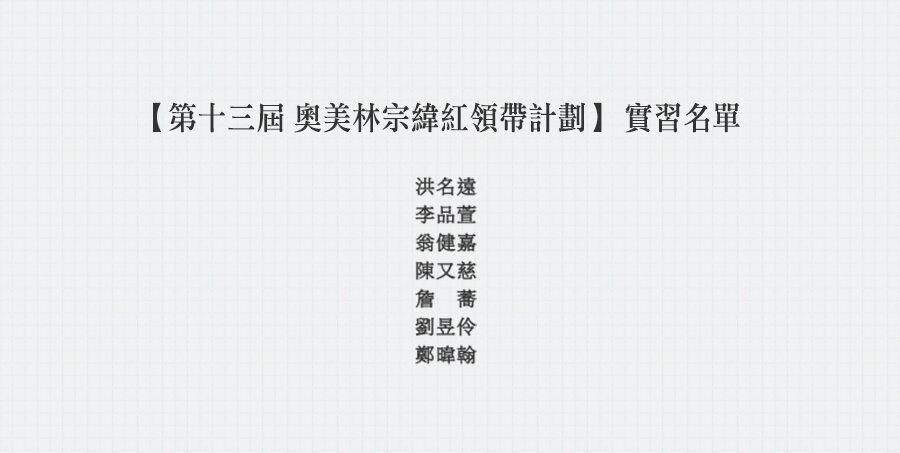 【第十三屆 奧美林宗緯紅領帶計劃】 實習名單
洪名遠
李品萱
翁健嘉
陳又慈
詹　蕎
劉昱伶
鄭暐翰